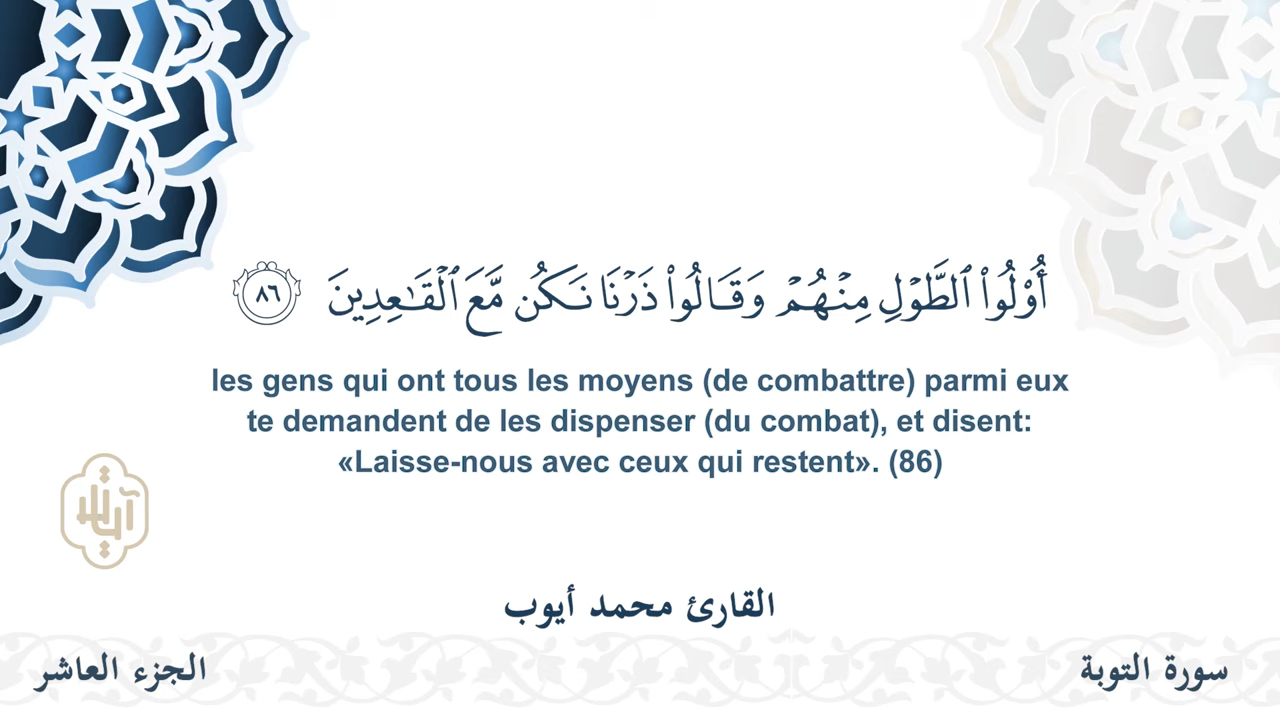 أُو۟لُوا۟ ٱلطَّوْلِ مِنْهُمْ وَقَالُوا۟ ذَرْنَا نَكُن مَّعَ ٱلْقَـٰعِدِينَ ٨٦
les gens qui ont tous les moyens (de combattre) parmi eux
te demandent de les dispenser (du combat), et disent:
«Laisse-nous avec ceux qui restent». (86)
آيات
القارئ محمد أيوب
سورة التوبة
الجزء العاشر